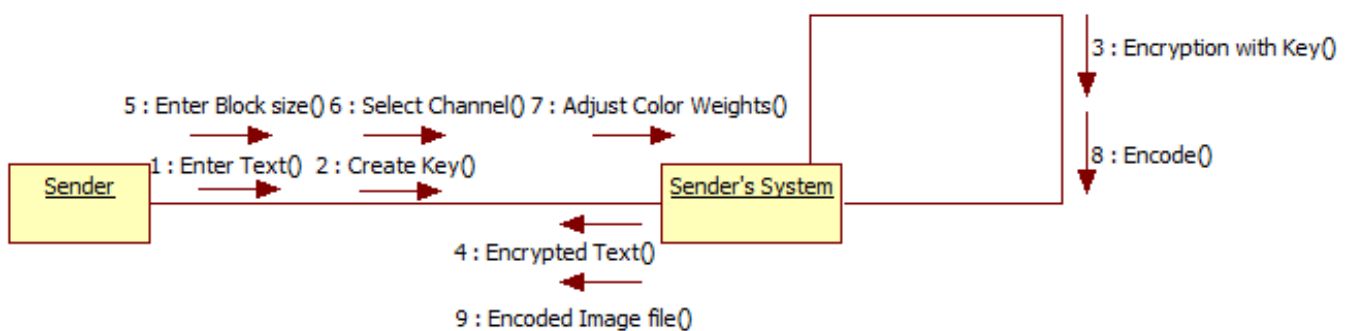 3 : Encryption with Key()
5 : Enter Block size() 6 : Select Channel() 7 : Adjust Color Weights()
8 : Encode()
1 : Enter Text() 2 : Create Key()
Sender
Sender's System
4 : Encrypted Text()
9 : Encoded Image file()